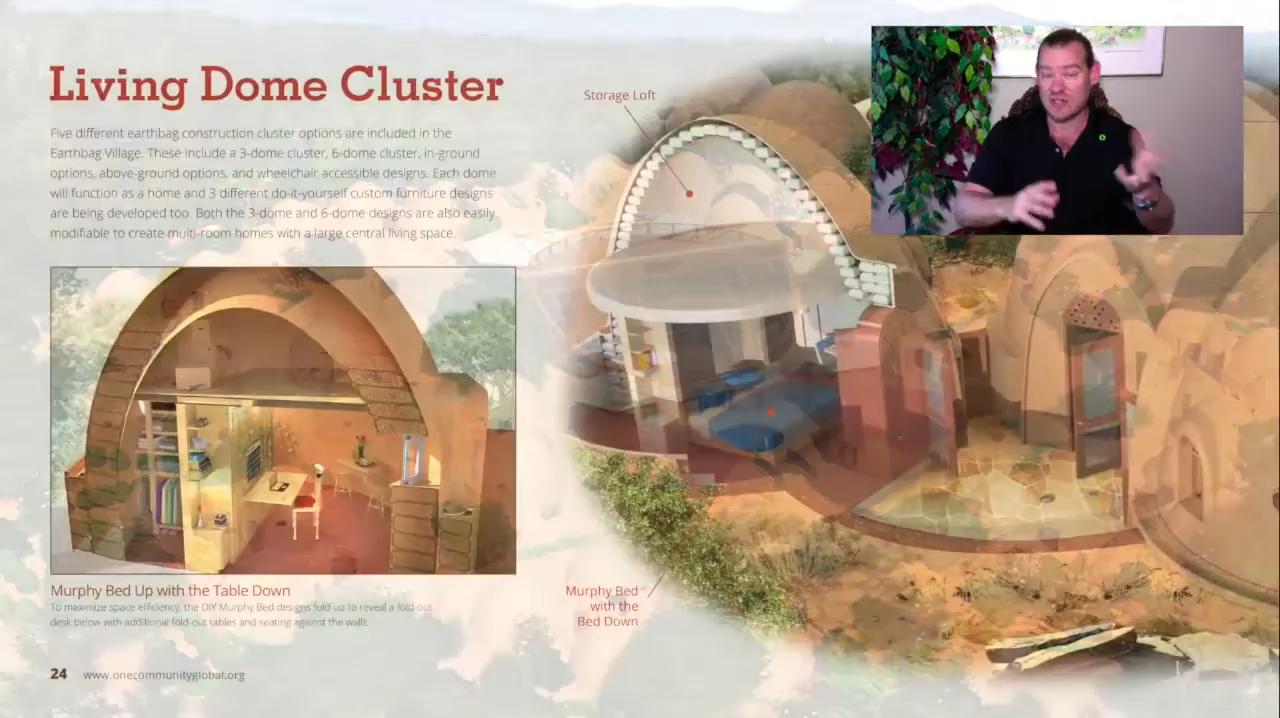 Living Dome Cluster
Five different earthbag construction cluster options are included in the
Earthbag Village. These include a 3-dome cluster, 6-dome cluster, in-ground
options, above-ground options, and wheelchair accessible designs. Each dome
will function as a home and 3 different do-it-yourself custom furniture designs
are being developed too. Both the 3-dome and 6-dome designs are also easily
modifiable to create multi-room homes with a large central living space.
Storage Loft
Murphy Bed Up with the Table Down
To maximize space efficiency, the DIY Murphy Bed designs fold up to reveal a fold-out
desk below with additional fold-out tables and seating against the walls.
Murphy Bed
with the
Bed Down
24 www.onecommunityglobal.org